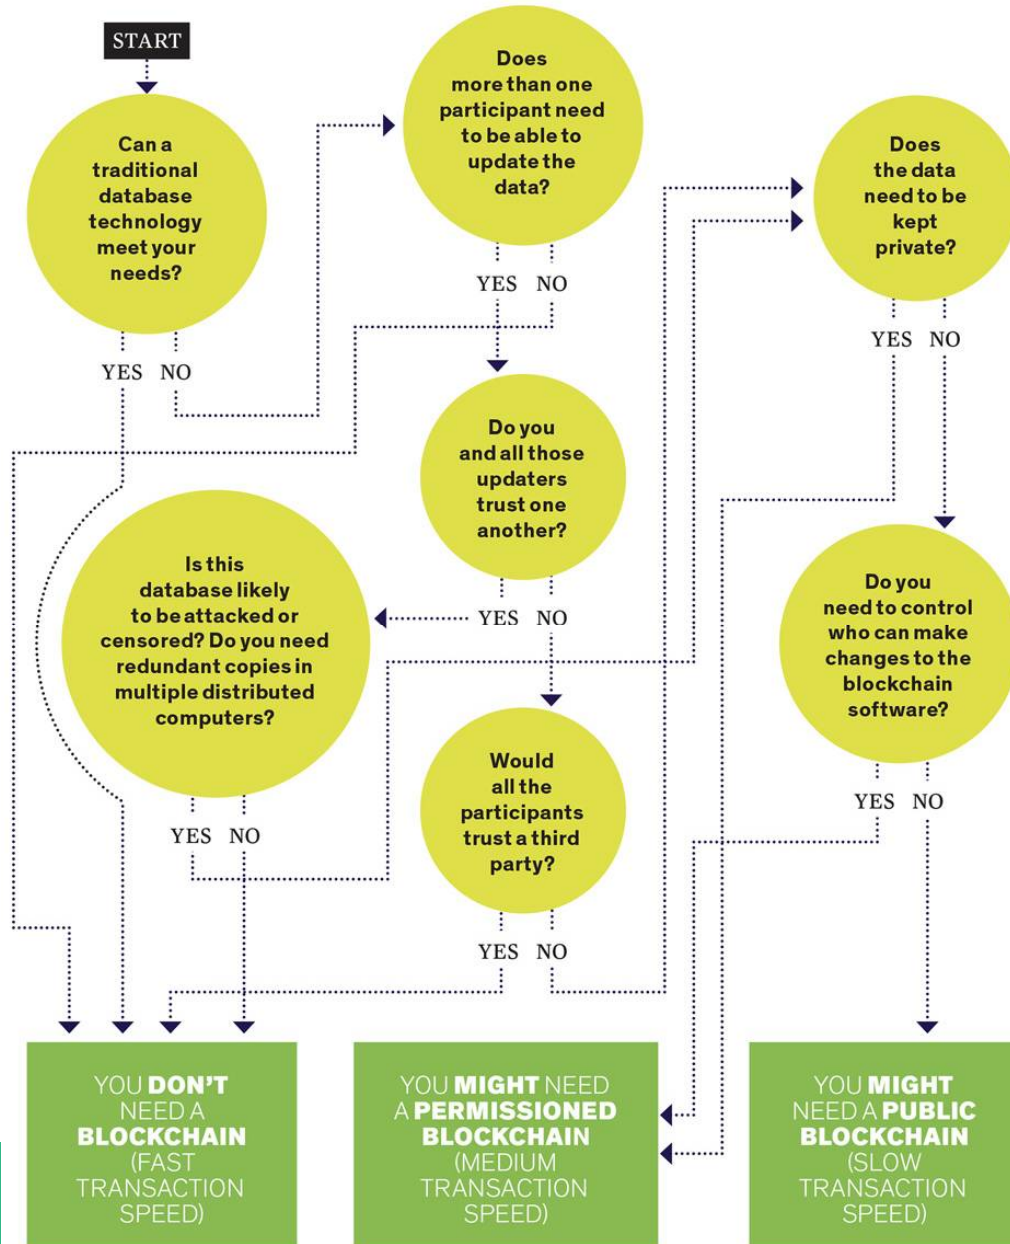 START
Can a
traditional
database
technology
meet your
needs?
YES NO
Does
more than one
participant need
to be able to
update the
data?
YES NO
Does
the data
need to be
kept
private?
YES NO
Do you
and all those
updaters
trust one
another?
YES NO
Is this
database likely
to be attacked or
censored? Do you need
redundant copies in
multiple distributed
computers?
YES NO
Do you
need to control
who can make
changes to the
blockchain
software?
YES NO
Would
all the
participants
trust a third
party?
YES NO
YOU DON'T
NEED A
BLOCKCHAIN
(FAST
TRANSACTION
SPEED)
YOU MIGHT NEED
A PERMISSIONED
BLOCKCHAIN
(MEDIUM
TRANSACTION
SPEED)
YOU MIGHT
NEED A PUBLIC
BLOCKCHAIN
(SLOW
TRANSACTION
SPEED)